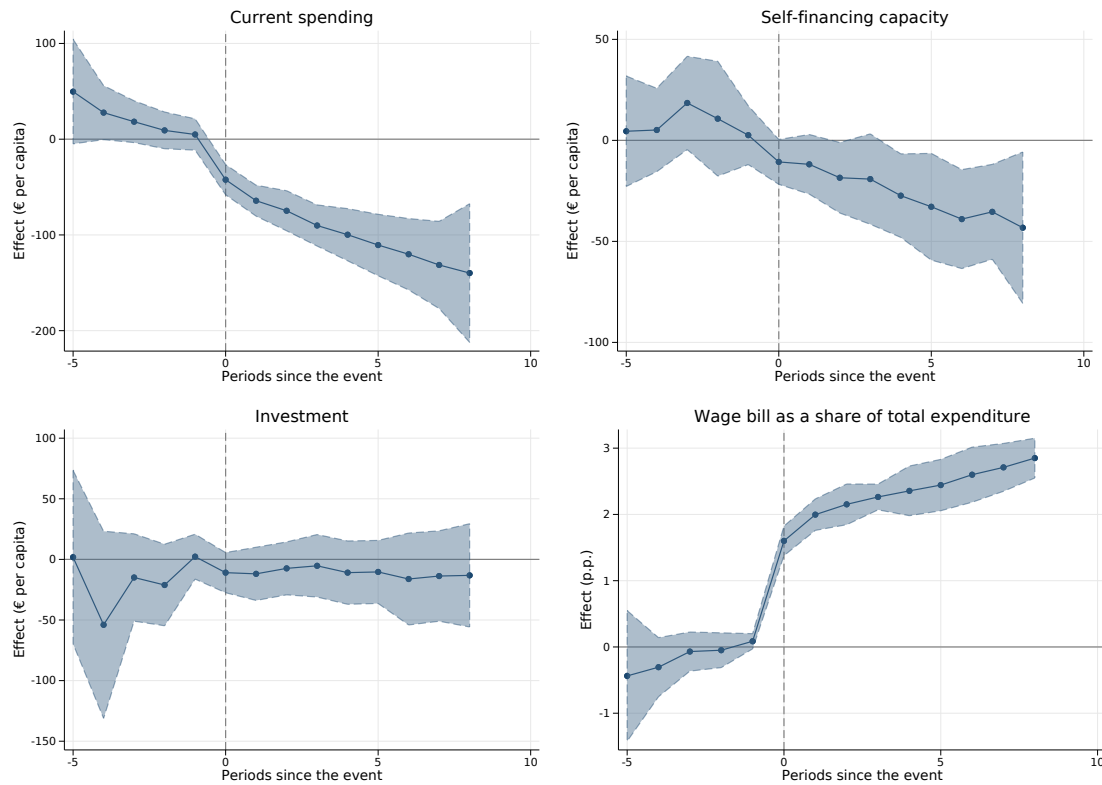 Current spending
Effect (€ per capita)
100
0
-100
-200
-5
0
5
10
Periods since the event
Self-financing capacity
Effect (€ per capita)
50
0
-50
-100
-5
0
5
10
Periods since the event
Investment
Effect (€ per capita)
100
50
0
-50
-100
-150
-5
0
5
10
Periods since the event
Wage bill as a share of total expenditure
Effect (p.p.)
3
2
1
0
-1
-5
0
5
10
Periods since the event